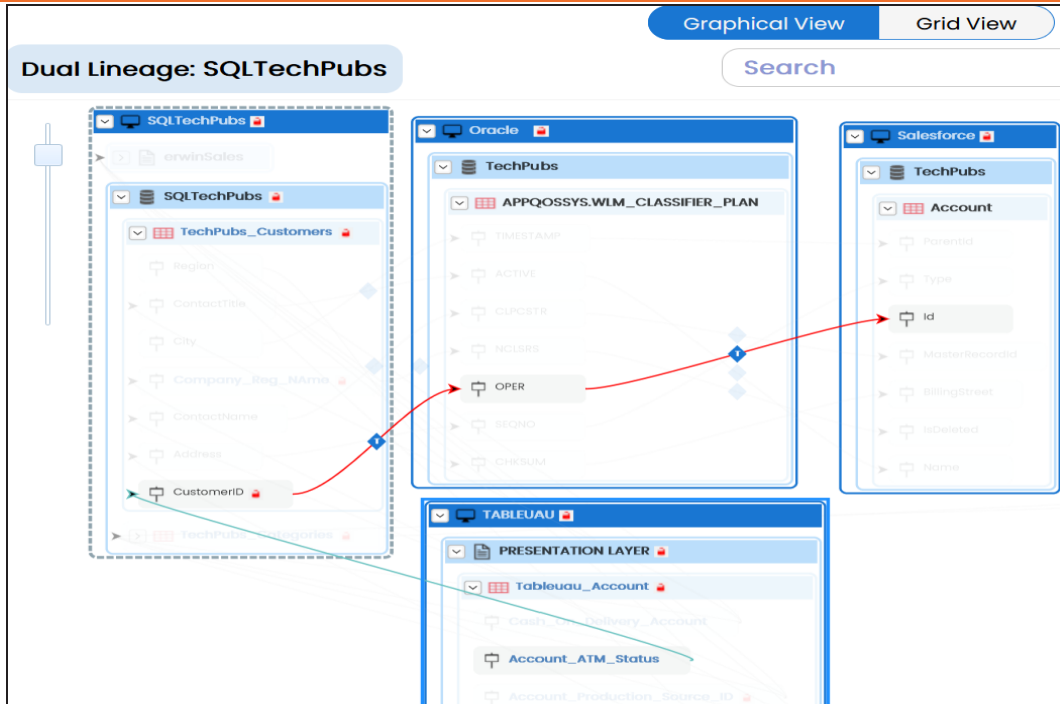 Graphical View
Grid View
Dual Lineage: SQLTechPubs
Search
SQLTechPubs
erwinSales
SQLTechPubs
TechPubs_Customers
Region
ContactTitle
City
Company_Reg_NAme
ContactName
Address
CustomerID
TechPubs_Categories
Oracle
TechPubs
APPQOSSYS.WLM_CLASSIFIER_PLAN
TIMESTAMP
ACTIVE
CLPCSTR
NCLSRS
OPER
SEQNO
CHKSUM
Salesforce
TechPubs
Account
ParentId
Type
Id
MasterRecordId
BillingStreet
IsDeleted
Name
TABLEUAU
PRESENTATION LAYER
Tableuau_Account
Cash_On_Delivery_Account
Account_ATM_Status
Account_Production_Source_ID